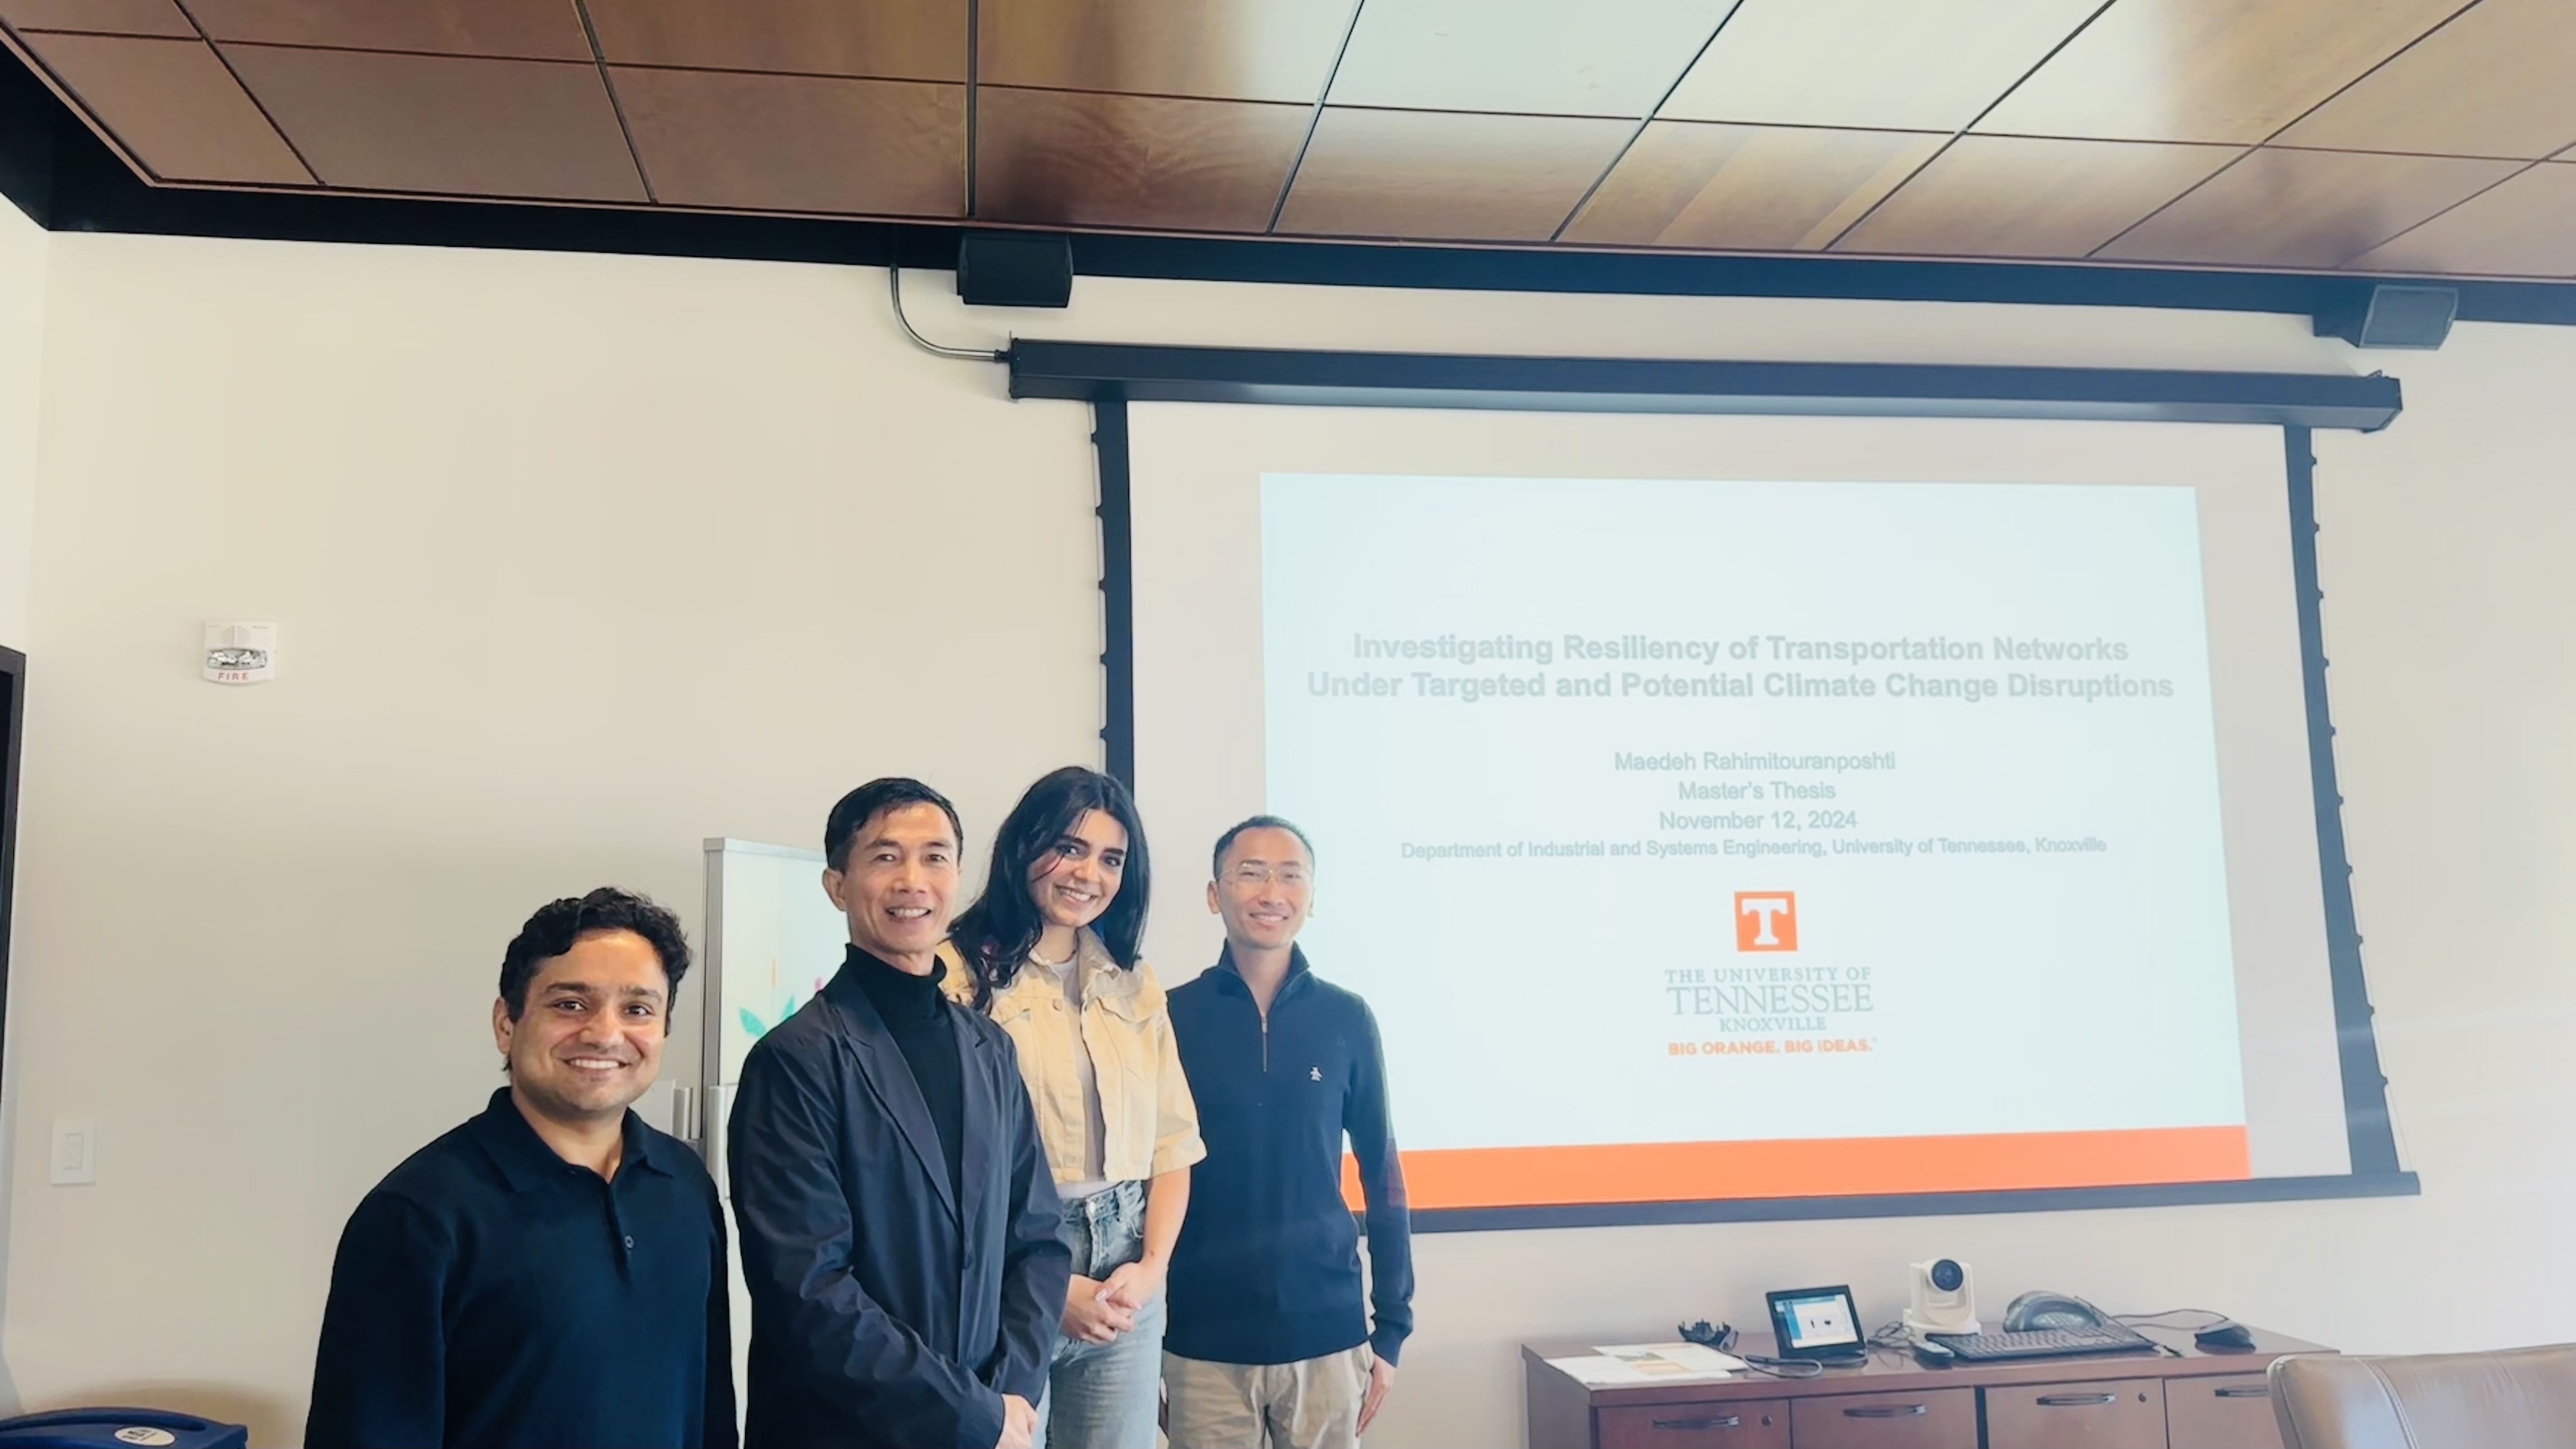 FIRE
Investigating Resiliency of Transportation Networks
Under Targeted and Potential Climate Change Disruptions
Maedeh Rahimitouranposhti
Master's Thesis
November 12, 2024
Department of Industrial and Systems Engineering, University of Tennessee, Knoxville
T
THE UNIVERSITY OF
TENNESSEE
KNOXVILLE
BIG ORANGE. BIG IDEAS.